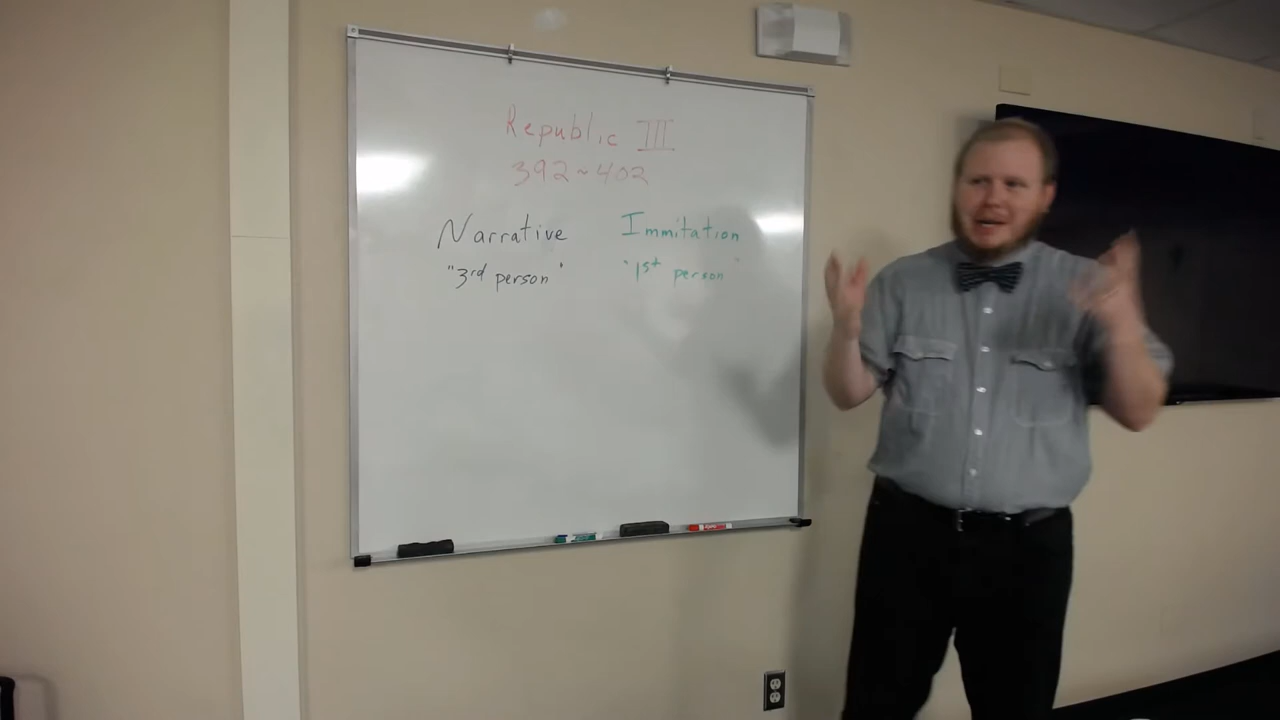 Republic III
392~402
Narrative Immitation
"3rd person" "1st person"